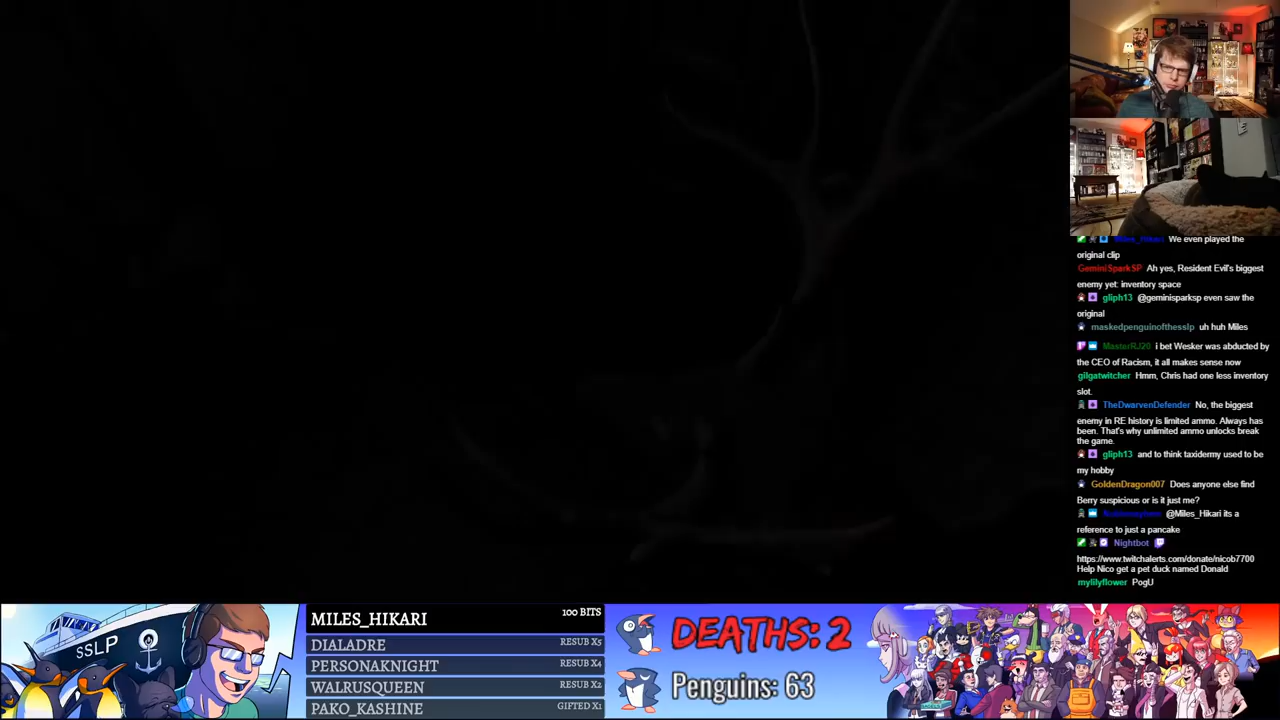 Miles_Hikari We even played the
original clip
GeminiSparkSP Ah yes, Resident Evil's biggest
enemy yet: inventory space
gliph13 @geminisparksp even saw the
original
maskedpenguinofthesslp uh huh Miles
MasterRJ20 i bet Wesker was abducted by
the CEO of Racism, it all makes sense now
gilgatwitcher Hmm, Chris had one less inventory
slot.
TheDwarvenDefender No, the biggest
enemy in RE history is limited ammo. Always has
been. That's why unlimited ammo unlocks break
the game.
gliph13 and to think taxidermy used to be
my hobby
GoldenDragon007 Does anyone else find
Berry suspicious or is it just me?
@Miles_Hikari its a
reference to just a pancake
Nightbot
https://www.twitchalerts.com/donate/nicob7700
Help Nico get a pet duck named Donald
mylilyflower PogU
SSLP
MILES_HIKARI 100 BITS
DIALADRE RESUB X5
PERSONAKNIGHT RESUB X4
WALRUSQUEEN RESUB X2
PAKO_KASHINE GIFTED X1
DEATHS: 2
Penguins: 63